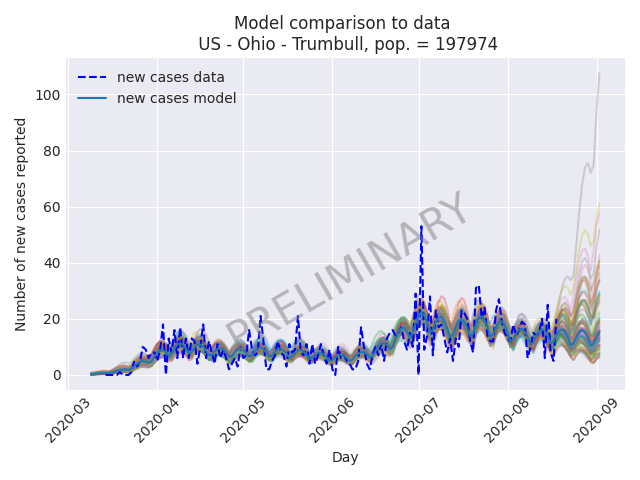 Model comparison to data
US - Ohio - Trumbull, pop. = 197974
new cases data
new cases model
PRELIMINARY
Number of new cases reported
100
80
60
40
20
0
2020-03
2020-04
2020-05
2020-06
2020-07
2020-08
2020-09
Day